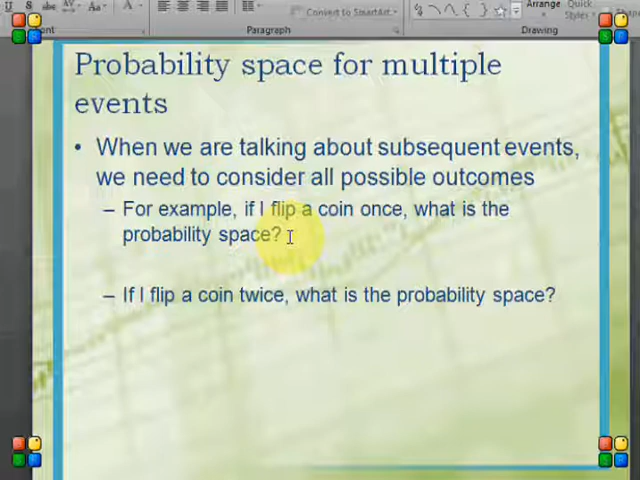 Convert to SmartArt
Arrange
Quick
Styles
Paragraph
Drawing
Probability space for multiple
events
• When we are talking about subsequent events,
we need to consider all possible outcomes
– For example, if I flip a coin once, what is the
probability space?
– If I flip a coin twice, what is the probability space?